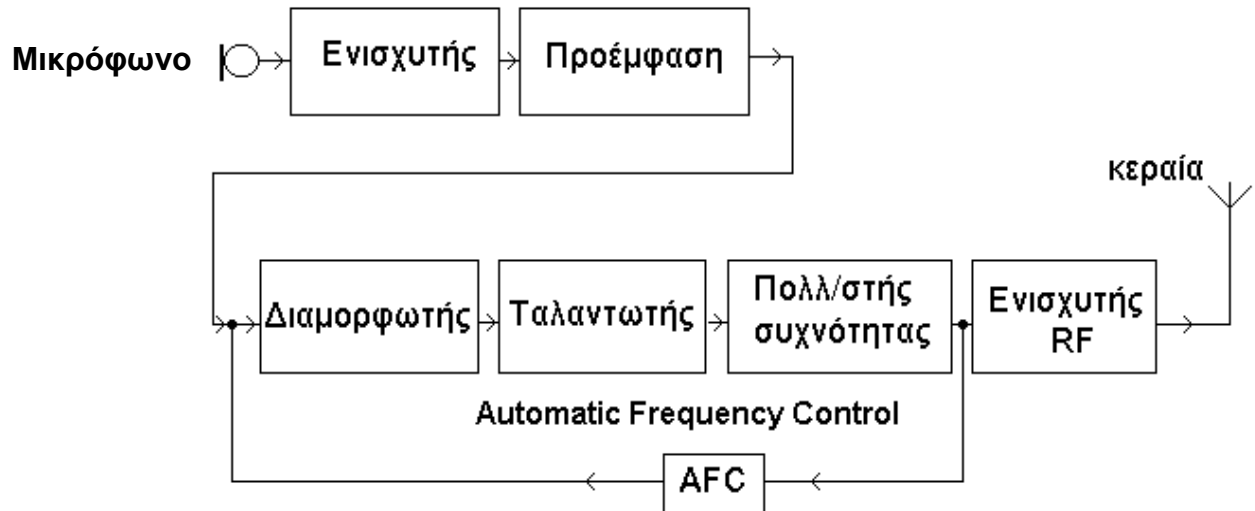 Μικρόφωνο
Ενισχυτής
Προέμφαση
κεραία
Διαμορφωτής
Ταλαντωτής
Πολλ/στής
συχνότητας
Ενισχυτής
RF
Automatic Frequency Control
AFC